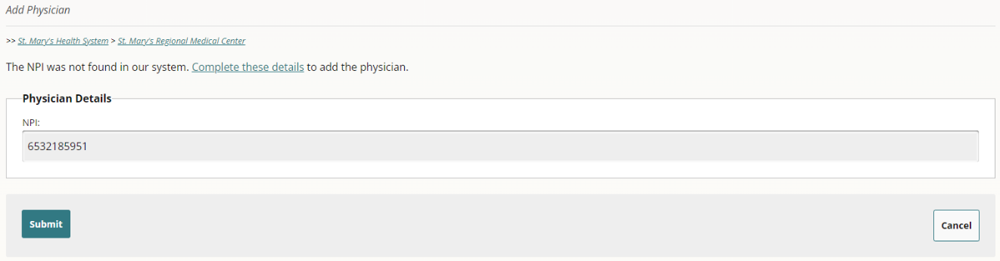 Add Physician
>> St. Mary's Health System > St. Mary's Regional Medical Center
The NPI was not found in our system. Complete these details to add the physician.
Physician Details
NPI:
6532185951
Submit
Cancel